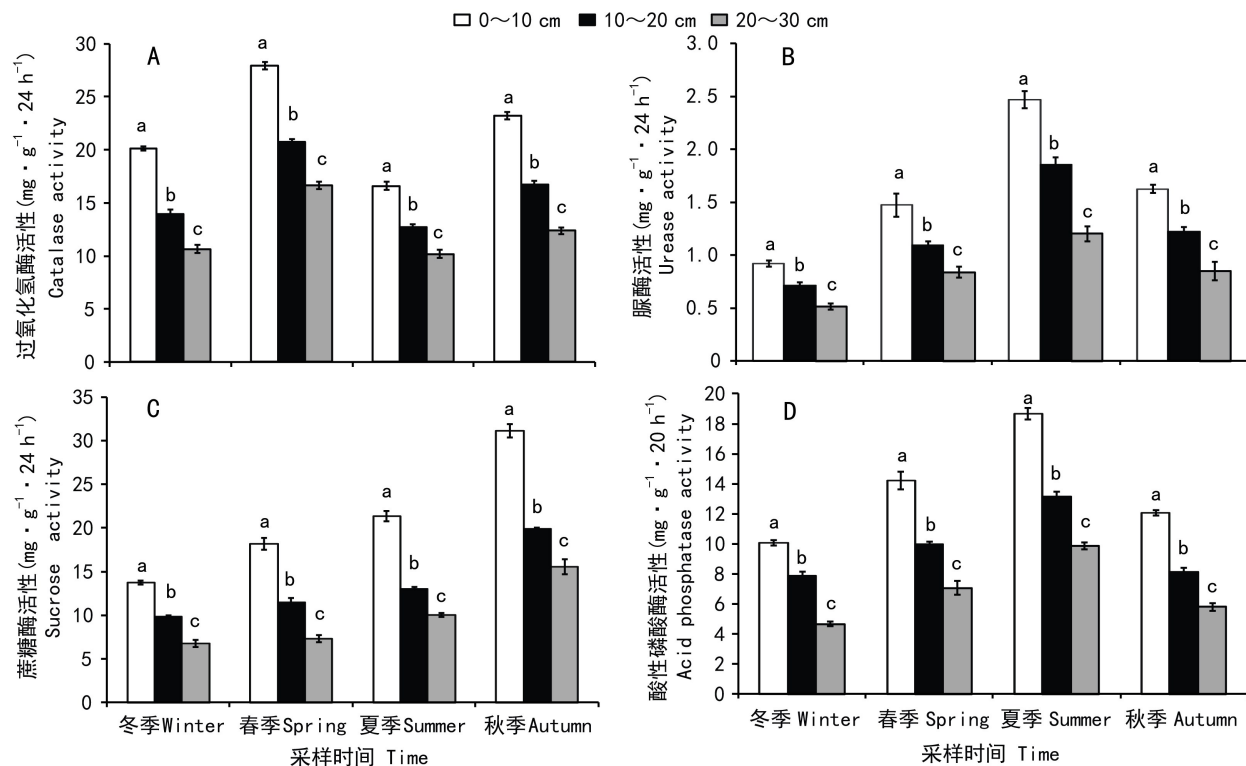 0～10 cm 10～20 cm 20～30 cm
A
过氧化氢酶活性(mg·g⁻¹·24 h⁻¹)
Catalase activity
30
25
20
15
10
5
0
a b c a b c a b c a b c
B
脲酶活性(mg·g⁻¹·24 h⁻¹)
Urease activity
3.0
2.5
2.0
1.5
1.0
0.5
0
a b c a b c a b c a b c
C
蔗糖酶活性(mg·g⁻¹·24 h⁻¹)
Sucrose activity
35
30
25
20
15
10
5
0
a b c a b c a b c a b c
冬季Winter 春季Spring 夏季Summer 秋季Autumn
采样时间 Time
D
酸性磷酸酶活性(mg·g⁻¹·20 h⁻¹)
Acid phosphatase activity
20
18
16
14
12
10
8
6
4
2
0
a b c a b c a b c a b c
冬季 Winter 春季 Spring 夏季 Summer 秋季 Autumn
采样时间 Time